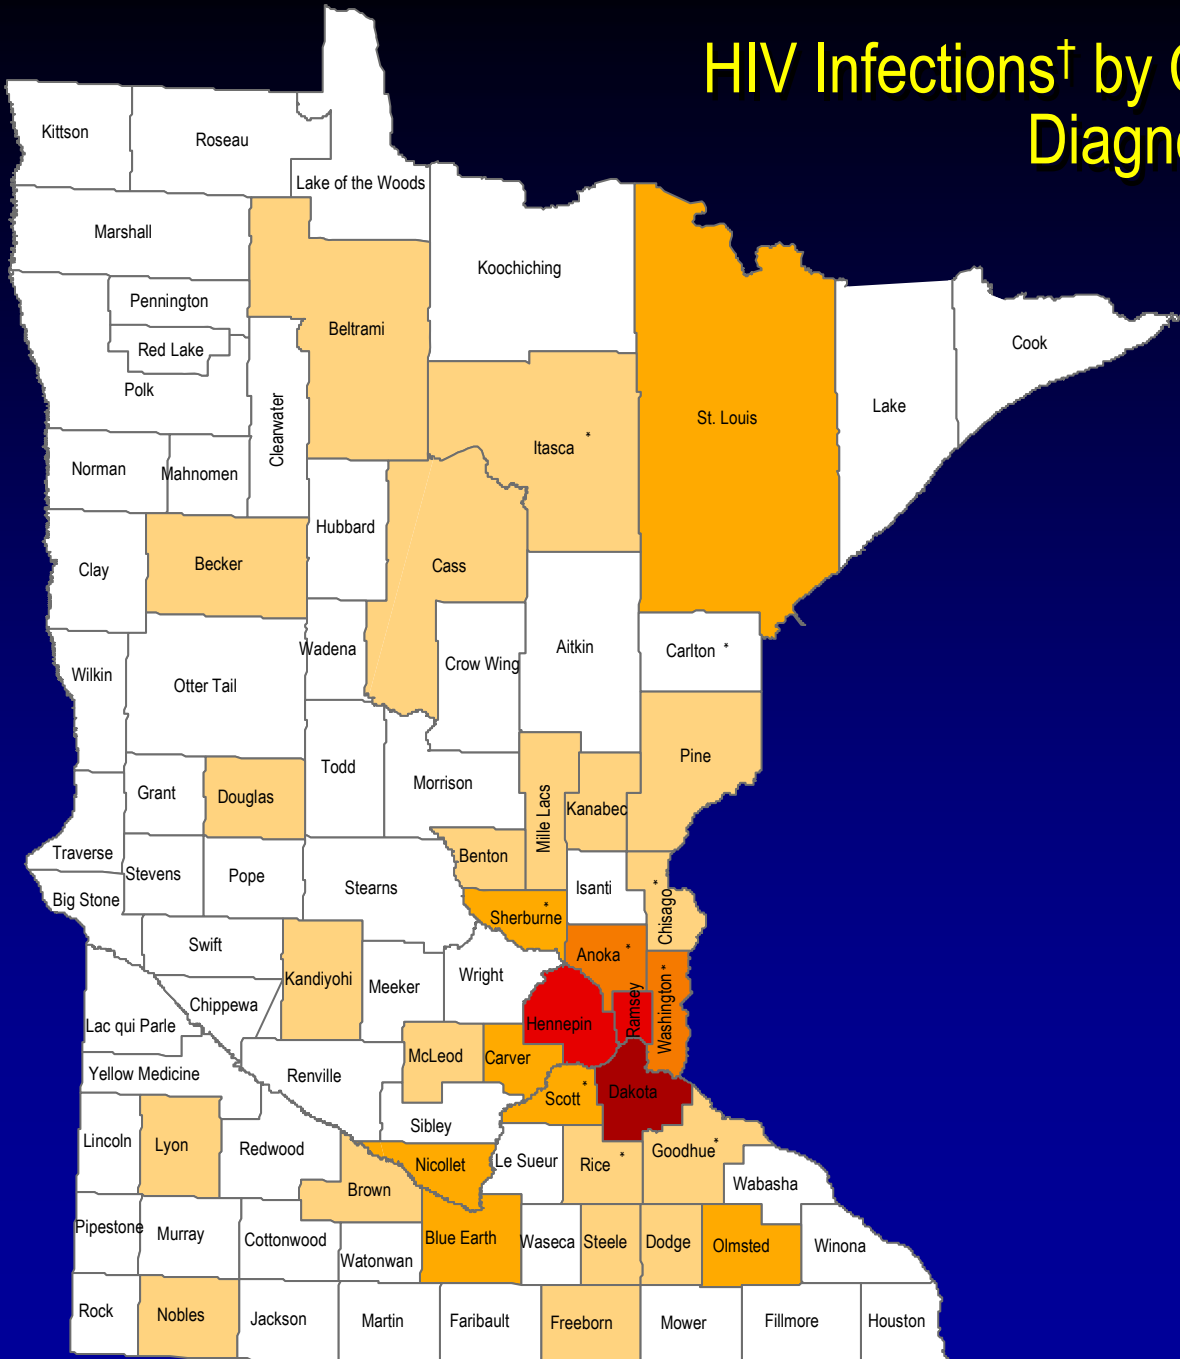 HIV Infections† by C
Diagno
Kittson
Roseau
Lake of the Woods
Marshall
Koochiching
Pennington
Beltrami
Red Lake
Cook
Polk
Lake
St. Louis
Clearwater
Itasca *
Norman
Mahnomen
Hubbard
Becker
Cass
Clay
Aitkin
Wadena
Carlton *
Crow Wing
Wilkin
Otter Tail
Pine
Todd
Morrison
Grant
Douglas
Kanabec
Mille Lacs
Traverse
Benton
Stevens
Pope
Stearns
Isanti
Big Stone
Chisago *
Sherburne *
Swift
Anoka *
Kandiyohi
Wright
Meeker
Chippewa
Ramsey
Washington *
Hennepin
Lac qui Parle
McLeod
Carver
Yellow Medicine
Renville
Dakota
Scott *
Sibley
Lincoln
Lyon
Redwood
Nicollet
Le Sueur
Rice *
Goodhue *
Wabasha
Brown
Pipestone
Murray
Cottonwood
Blue Earth
Waseca
Steele
Dodge
Olmsted
Winona
Watonwan
Rock
Nobles
Jackson
Martin
Faribault
Freeborn
Mower
Fillmore
Houston